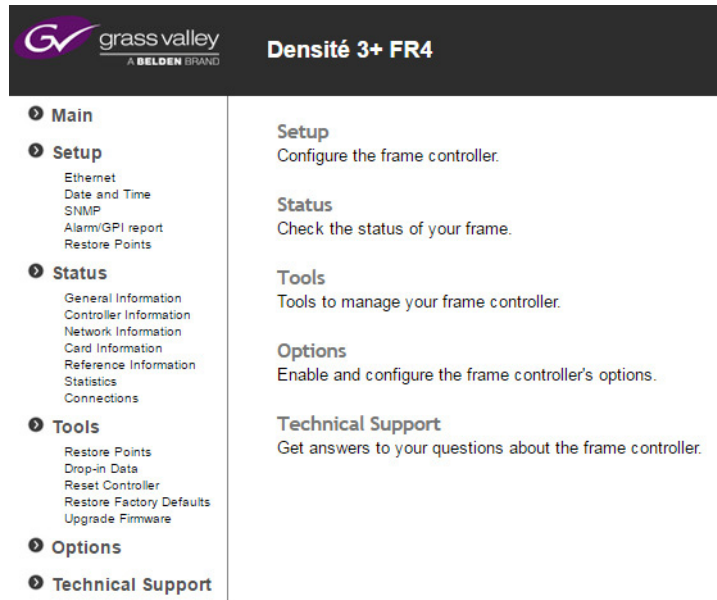 GV grass valley
A BELDEN BRAND
Densité 3+ FR4
Main
Setup
Ethernet
Date and Time
SNMP
Alarm/GPI report
Restore Points
Status
General Information
Controller Information
Network Information
Card Information
Reference Information
Statistics
Connections
Tools
Restore Points
Drop-in Data
Reset Controller
Restore Factory Defaults
Upgrade Firmware
Options
Technical Support
Setup
Configure the frame controller.
Status
Check the status of your frame.
Tools
Tools to manage your frame controller.
Options
Enable and configure the frame controller's options.
Technical Support
Get answers to your questions about the frame controller.